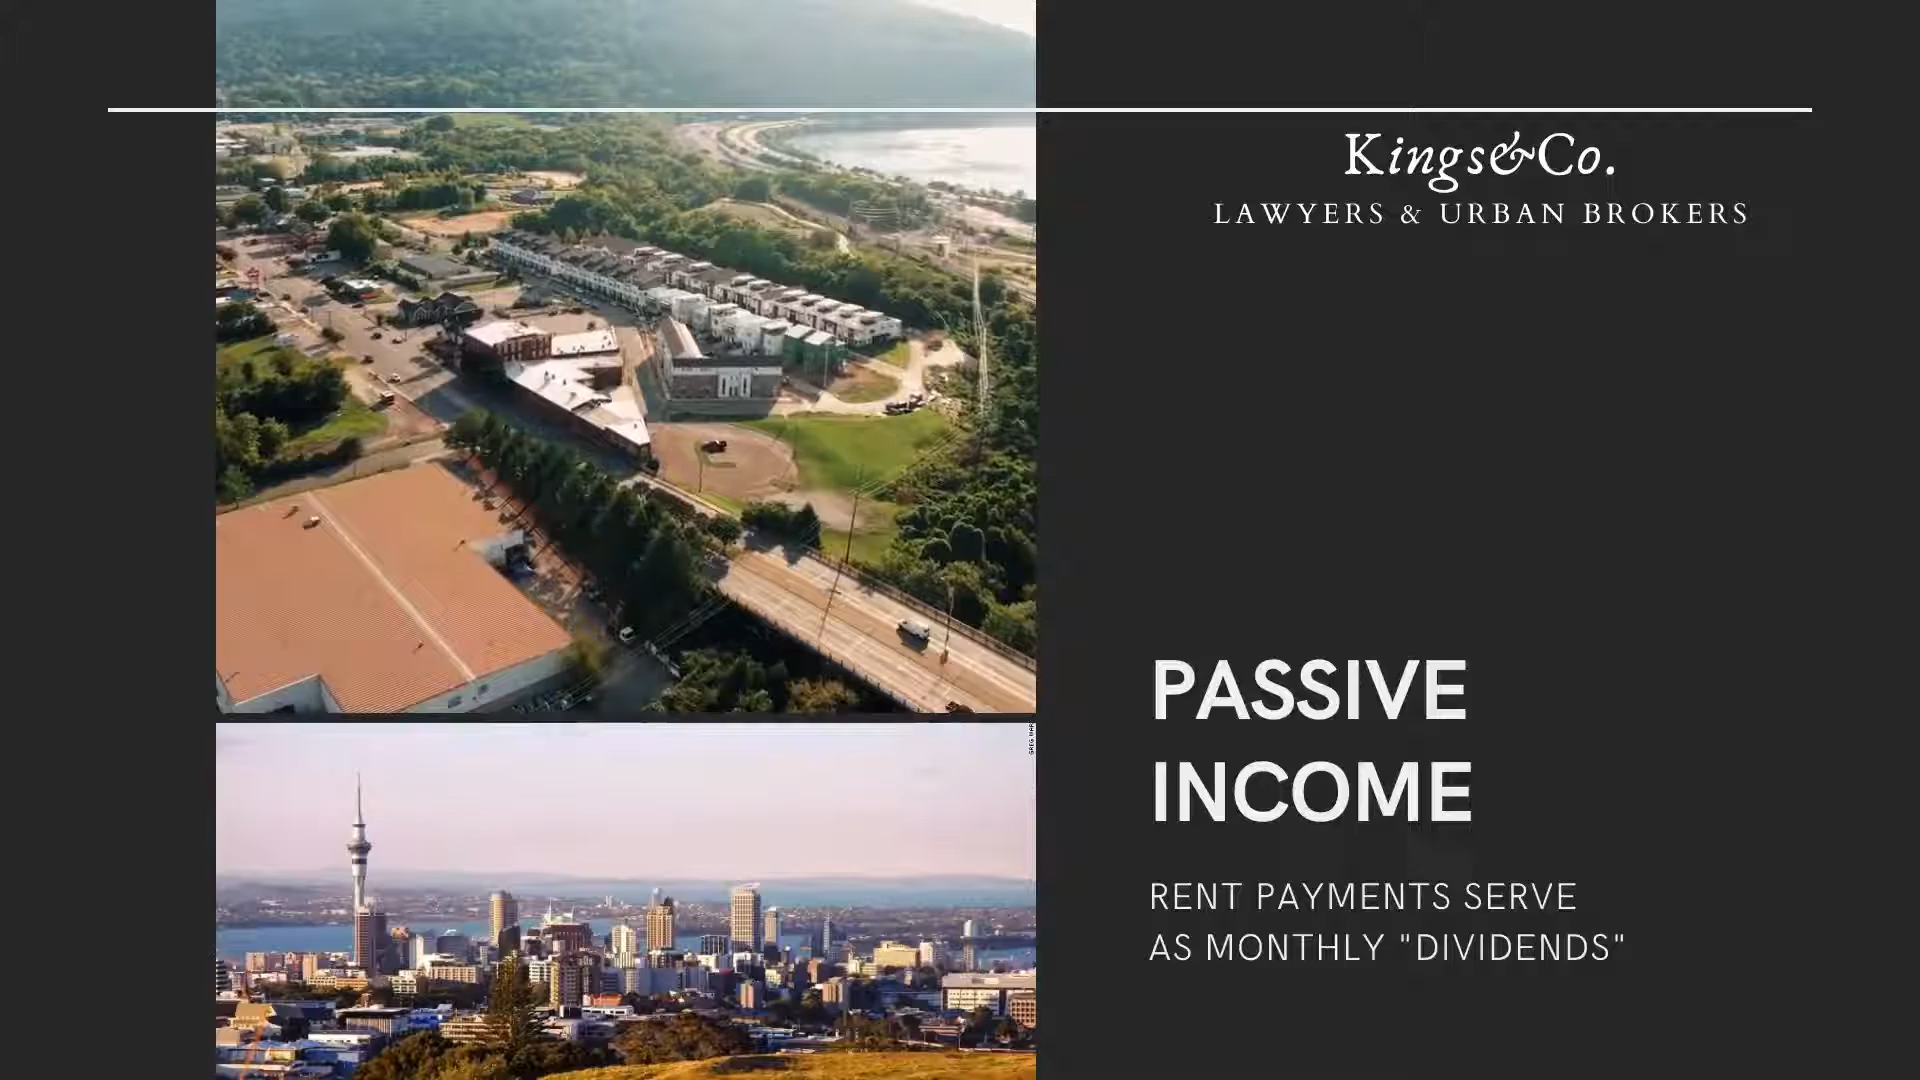 Kings&Co.
LAWYERS & URBAN BROKERS
PASSIVE
INCOME
RENT PAYMENTS SERVE
AS MONTHLY "DIVIDENDS"